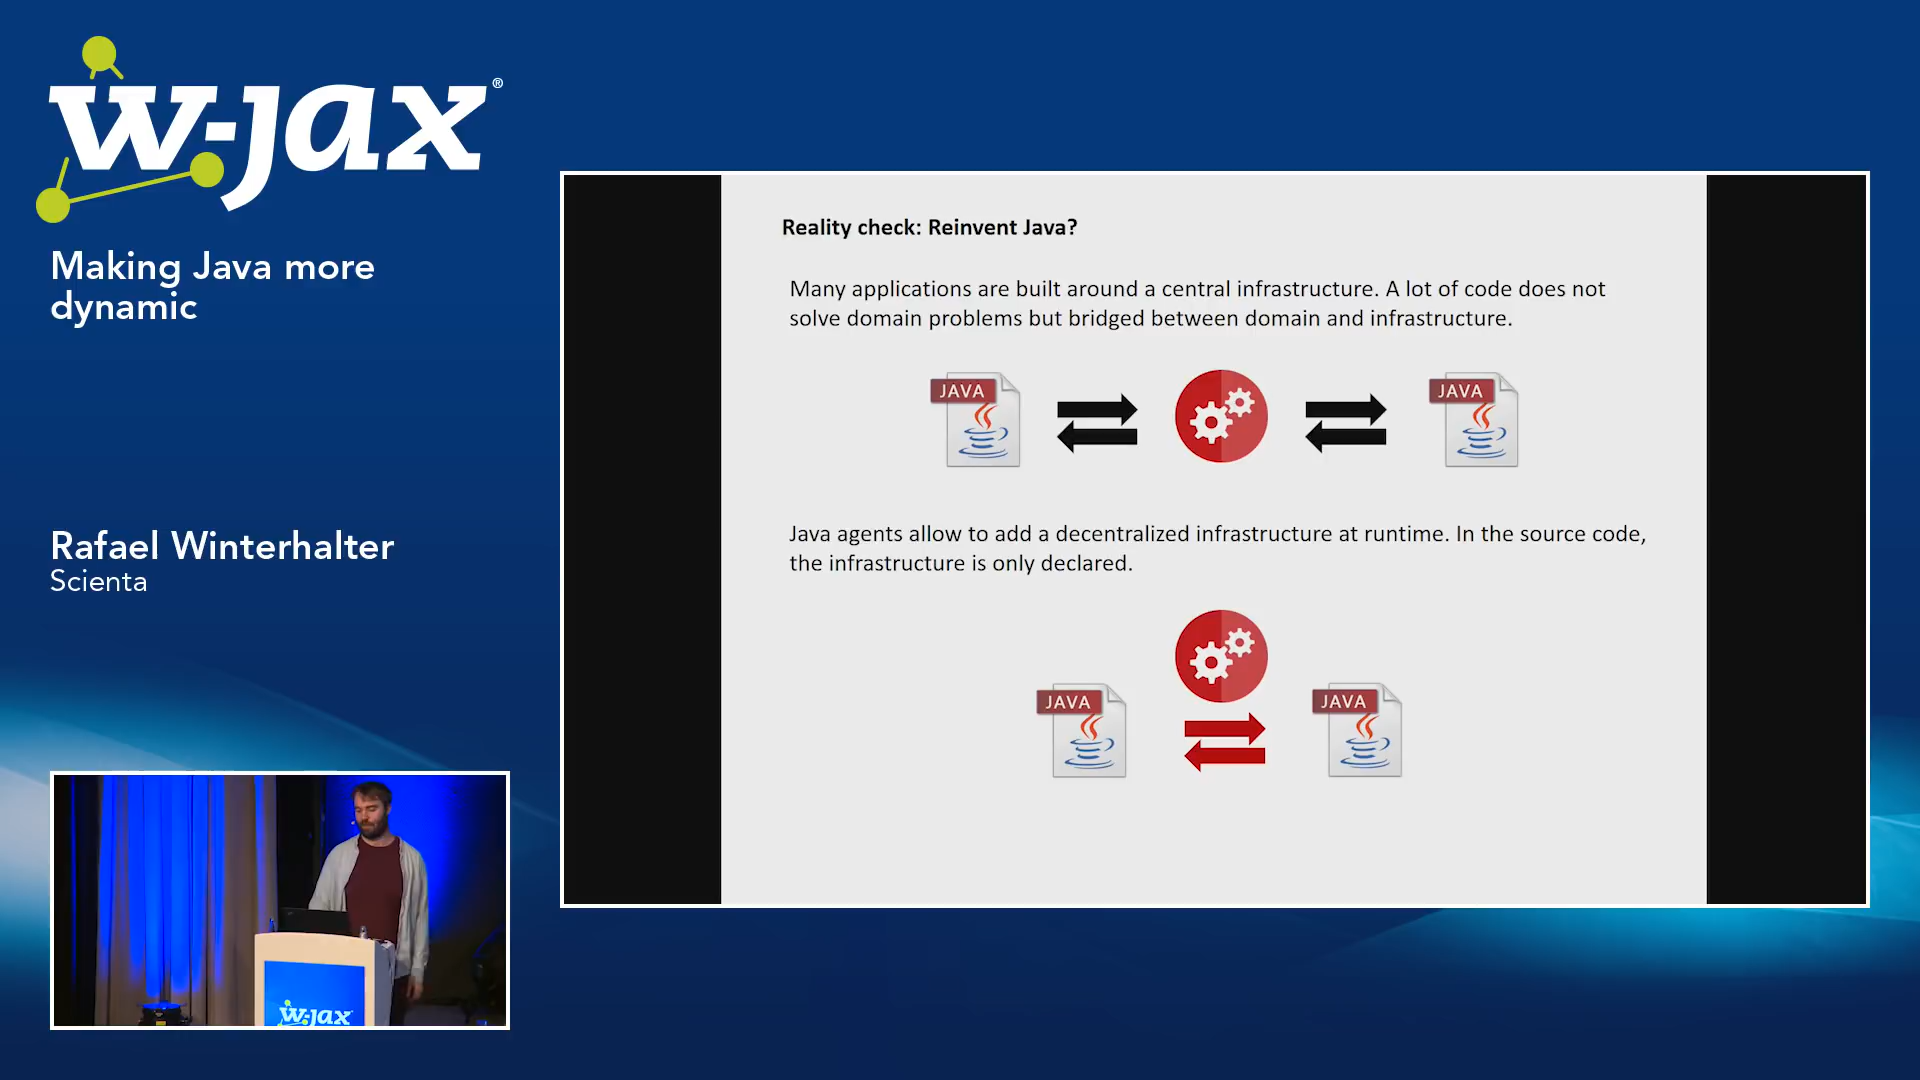 w-jax®
Making Java more
dynamic
Rafael Winterhalter
Scienta
Reality check: Reinvent Java?
Many applications are built around a central infrastructure. A lot of code does not
solve domain problems but bridged between domain and infrastructure.
JAVA
JAVA
Java agents allow to add a decentralized infrastructure at runtime. In the source code,
the infrastructure is only declared.
JAVA
JAVA
w-jax